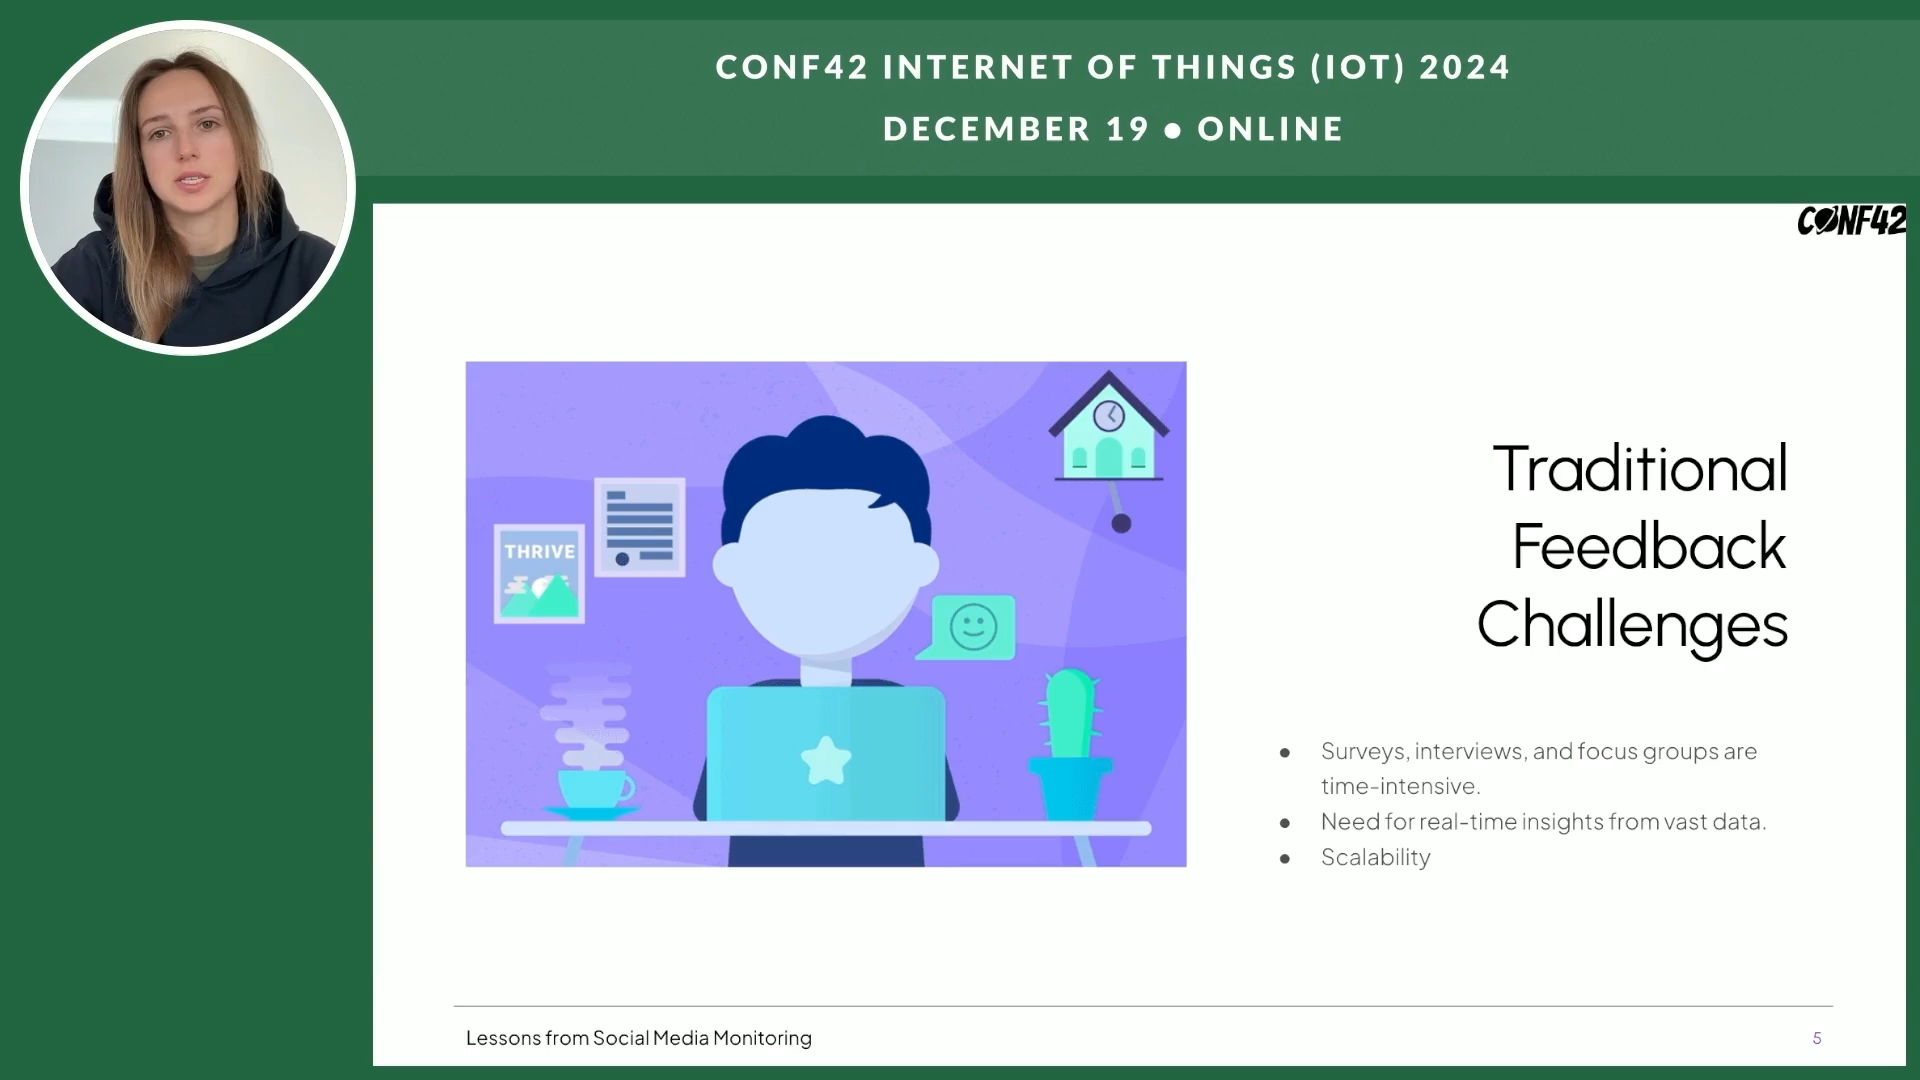 CONF42 INTERNET OF THINGS (IOT) 2024
DECEMBER 19 ● ONLINE
CONF42
THRIVE
Traditional
Feedback
Challenges
● Surveys, interviews, and focus groups are
time-intensive.
● Need for real-time insights from vast data.
● Scalability
Lessons from Social Media Monitoring
5